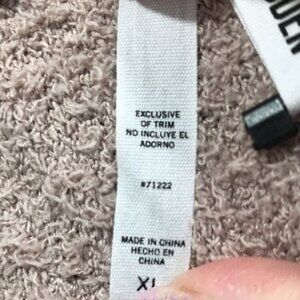 EXCLUSIVE
OF TRIM
NO INCLUYE EL
ADORNO
#71222
MADE IN CHINA
HECHO EN
CHINA
XL